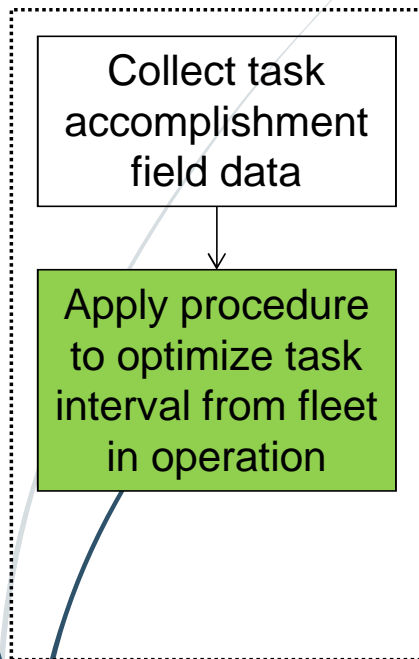 Collect task
accomplishment
field data
Apply procedure
to optimize task
interval from fleet
in operation